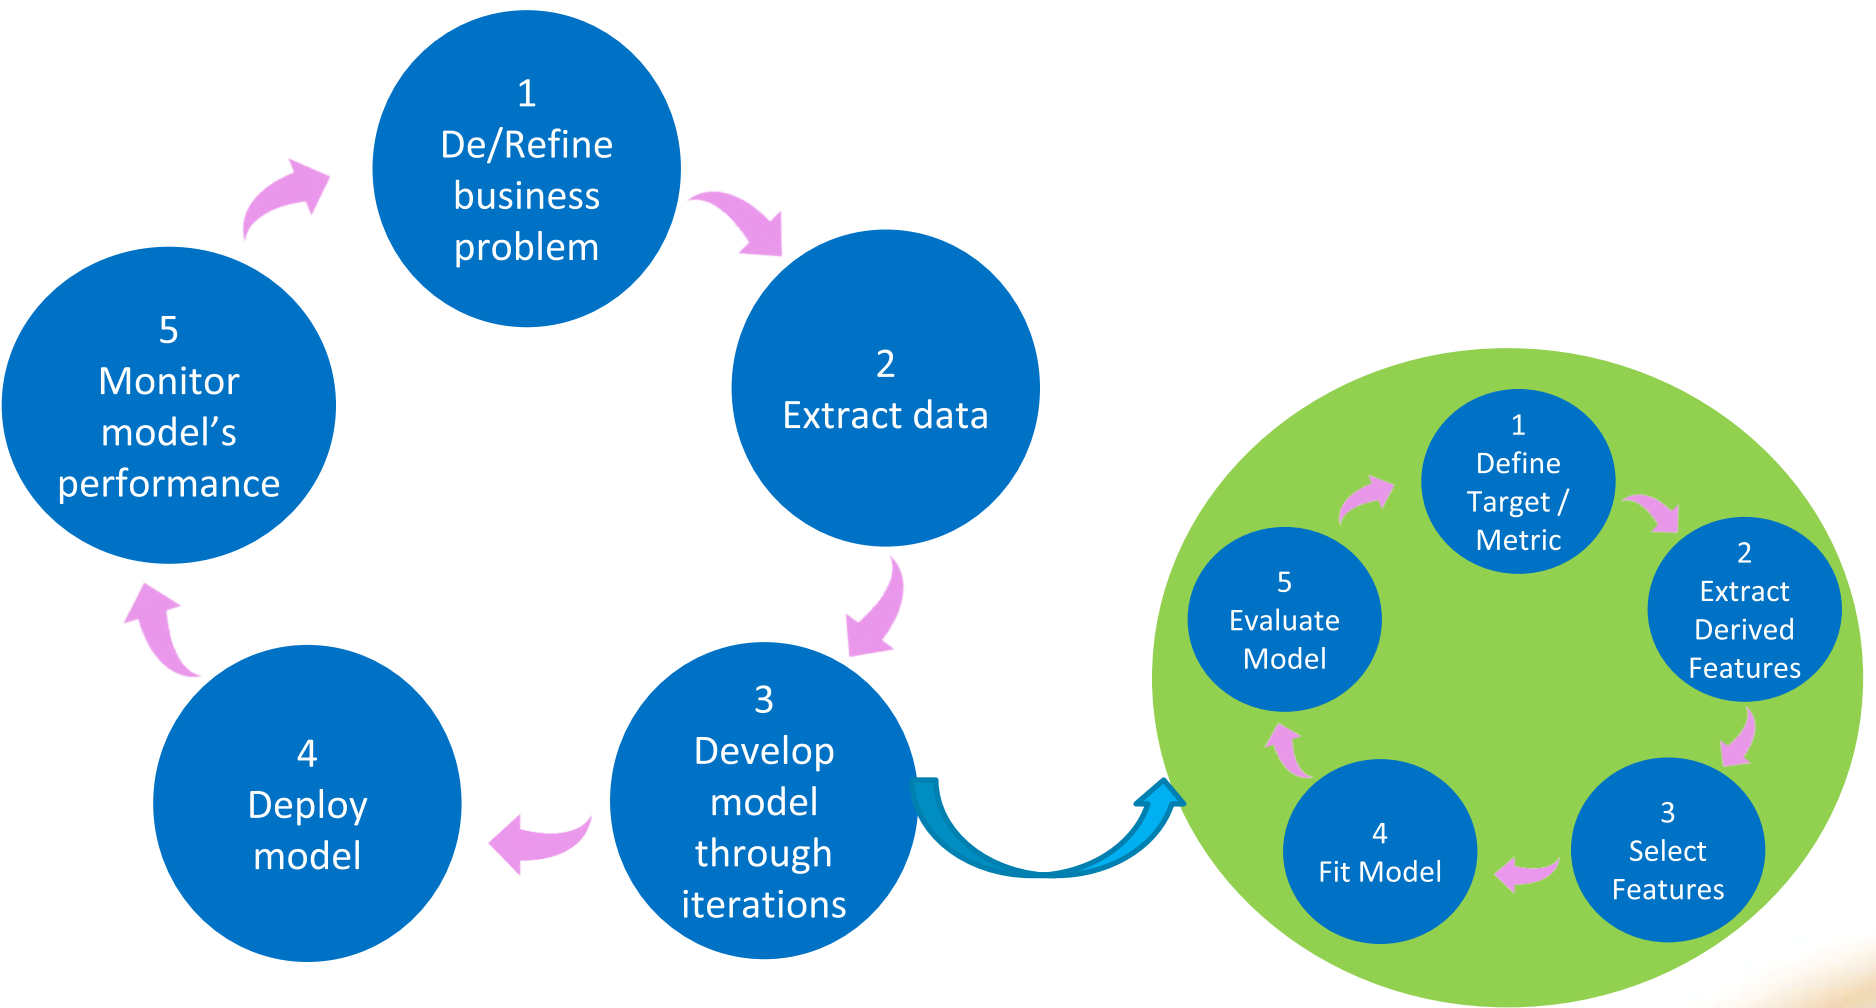 1
De/Refine
business
problem
2
Extract data
3
Develop
model
through
iterations
4
Deploy
model
5
Monitor
model’s
performance
1
Define
Target /
Metric
2
Extract
Derived
Features
3
Select
Features
4
Fit Model
5
Evaluate
Model